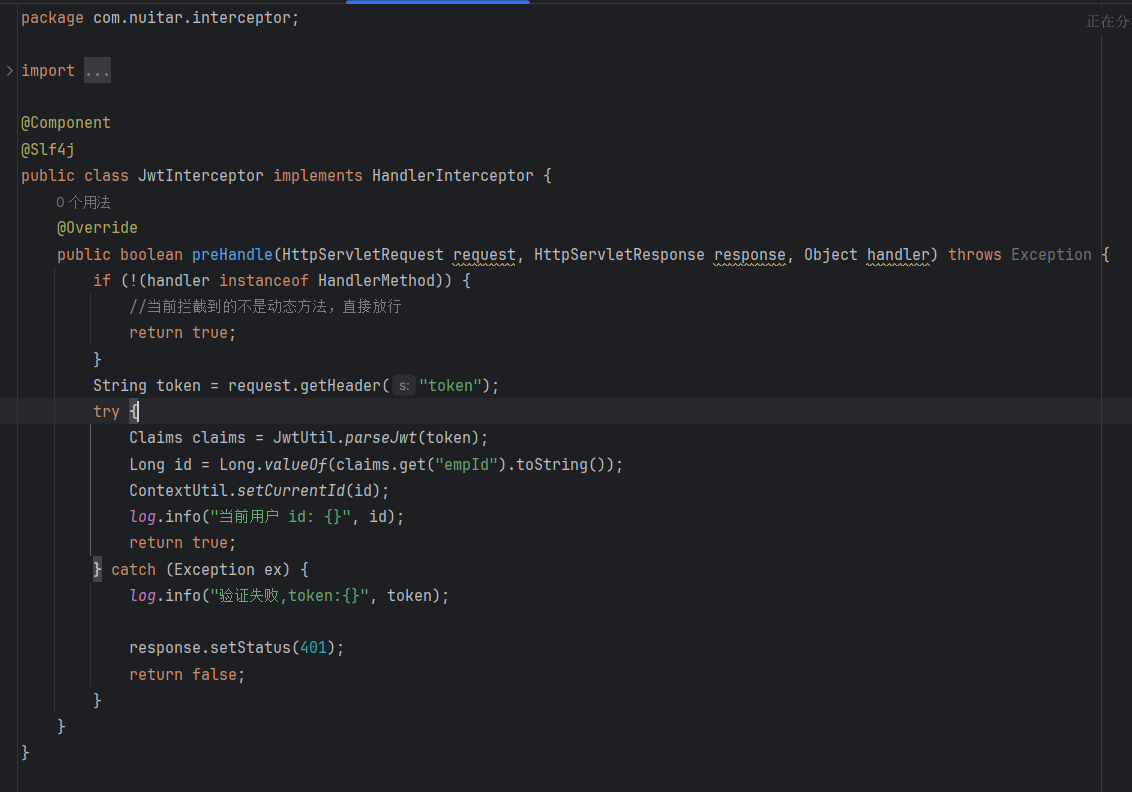 package com.nuitar.interceptor;
正在分
import ...
@Component
@Slf4j
public class JwtInterceptor implements HandlerInterceptor {
0 个用法
@Override
public boolean preHandle(HttpServletRequest request, HttpServletResponse response, Object handler) throws Exception {
if (!(handler instanceof HandlerMethod)) {
//当前拦截到的不是动态方法，直接放行
return true;
}
String token = request.getHeader( s: "token");
try {
Claims claims = JwtUtil.parseJwt(token);
Long id = Long.valueOf(claims.get("empId").toString());
ContextUtil.setCurrentId(id);
log.info("当前用户 id: {}", id);
return true;
} catch (Exception ex) {
log.info("验证失败,token:{}", token);
response.setStatus(401);
return false;
}
}
}